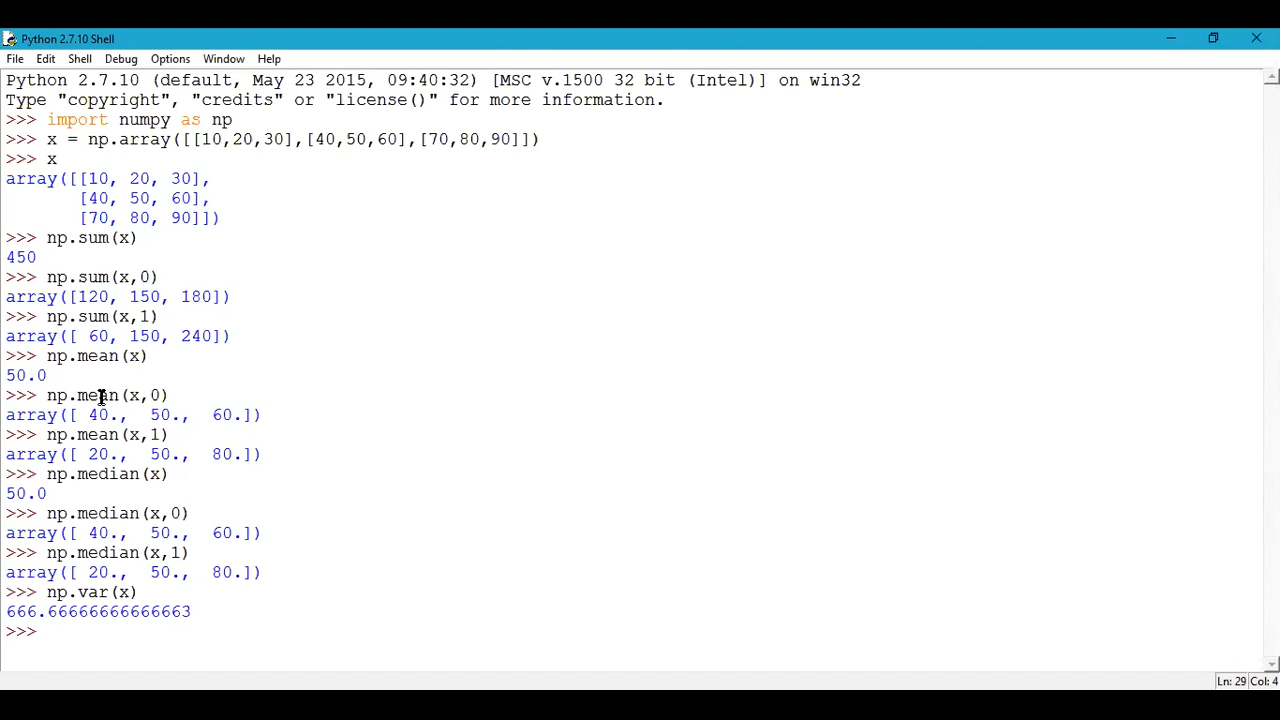 Python 2.7.10 Shell
File Edit Shell Debug Options Window Help
Python 2.7.10 (default, May 23 2015, 09:40:32) [MSC v.1500 32 bit (Intel)] on win32
Type "copyright", "credits" or "license()" for more information.
>>> import numpy as np
>>> x = np.array([[10,20,30],[40,50,60],[70,80,90]])
>>> x
array([[10, 20, 30],
       [40, 50, 60],
       [70, 80, 90]])
>>> np.sum(x)
450
>>> np.sum(x,0)
array([120, 150, 180])
>>> np.sum(x,1)
array([ 60, 150, 240])
>>> np.mean(x)
50.0
>>> np.mean(x,0)
array([ 40.,  50.,  60.])
>>> np.mean(x,1)
array([ 20.,  50.,  80.])
>>> np.median(x)
50.0
>>> np.median(x,0)
array([ 40.,  50.,  60.])
>>> np.median(x,1)
array([ 20.,  50.,  80.])
>>> np.var(x)
666.66666666666663
>>>
Ln: 29 Col: 4